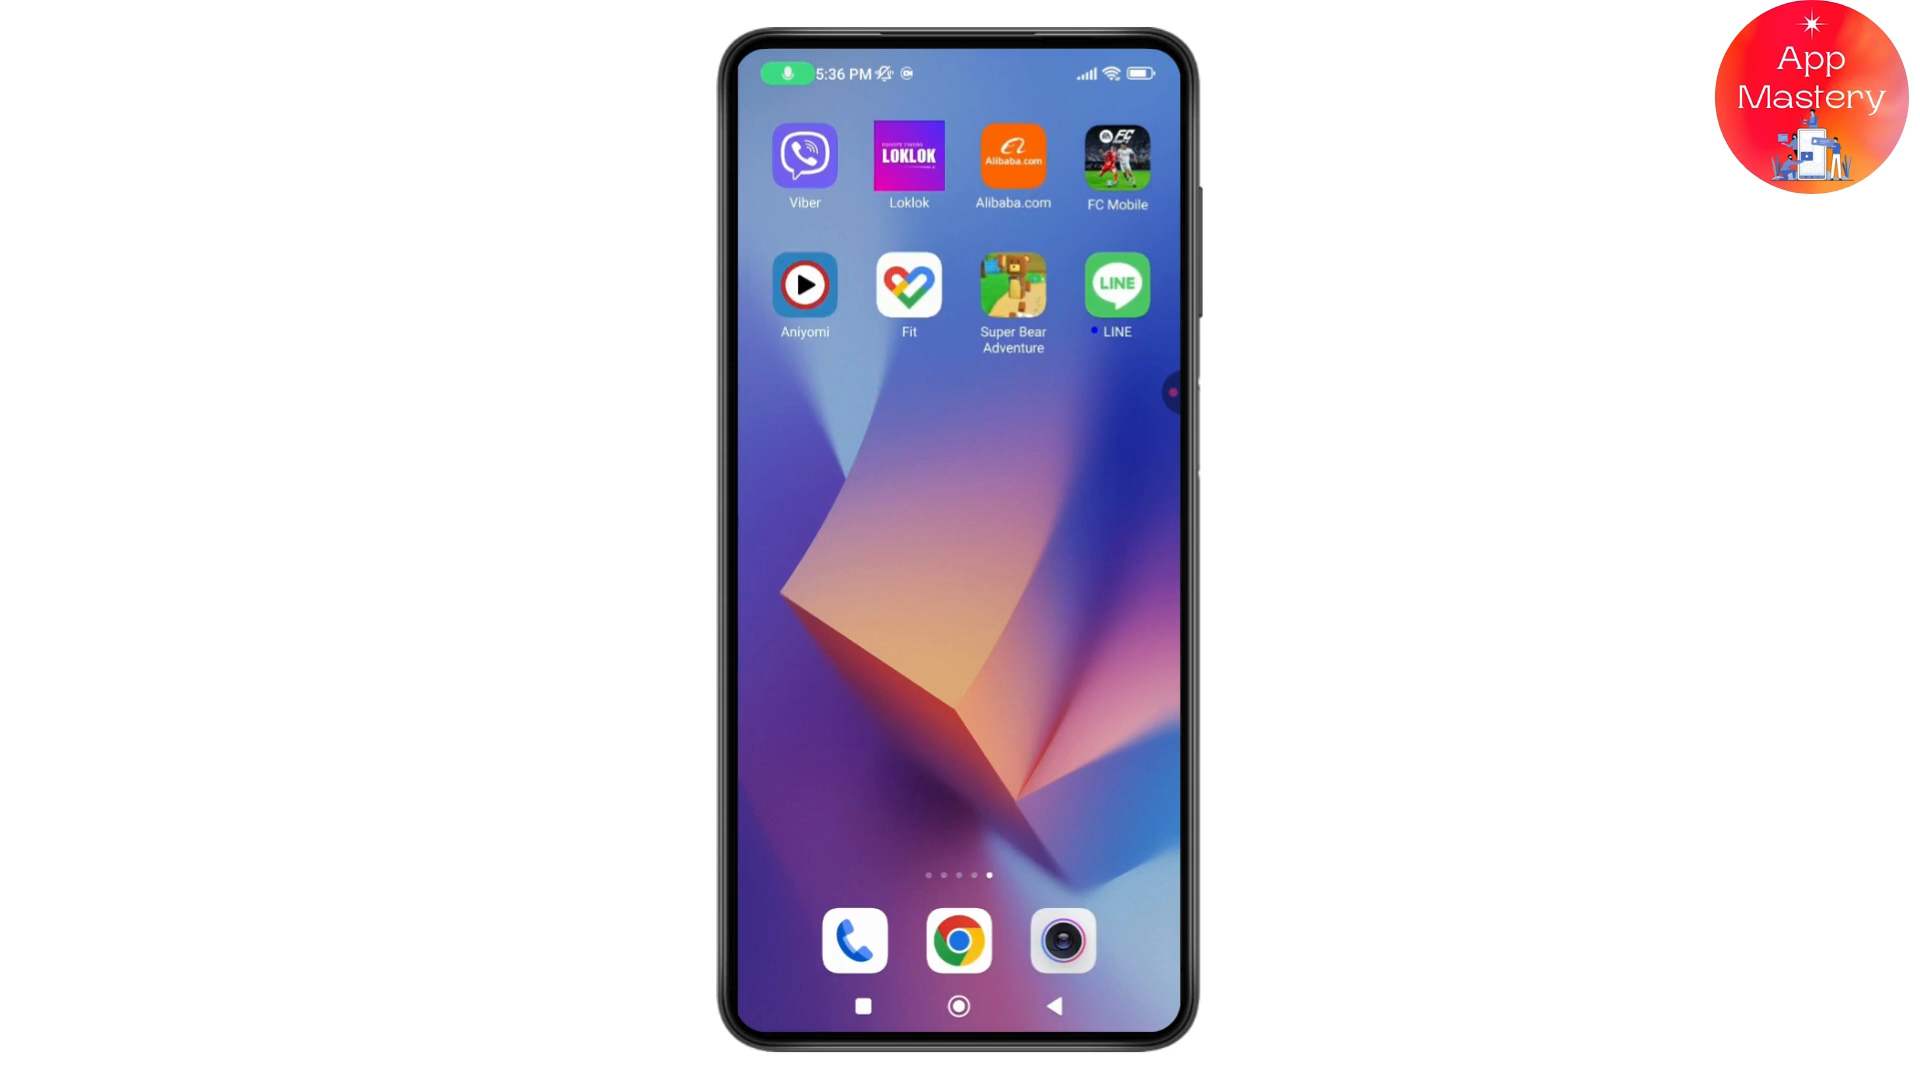 5:36 PM
App
Mastery
LOKLOK
Alibaba.com
FC
Viber
Loklok
Alibaba.com
FC Mobile
LINE
Aniyomi
Fit
Super Bear
Adventure
LINE